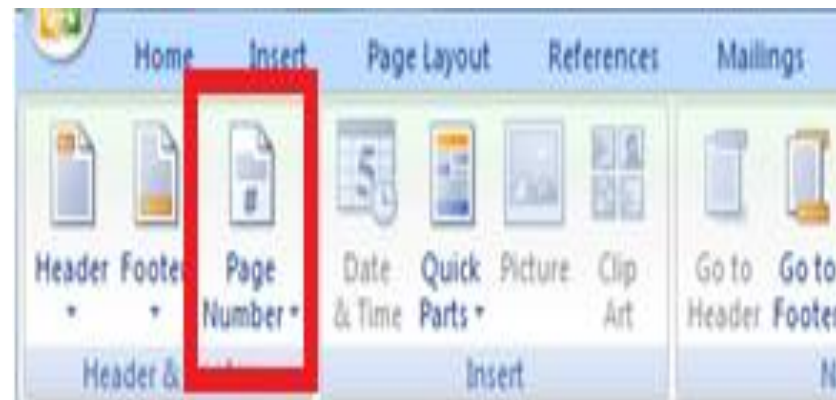 Home Insert Page Layout References Mailings
Header Foote Page Date Quick Picture Clip Go to Go to
Number & Time Parts Art Header Footer
Header & Insert N